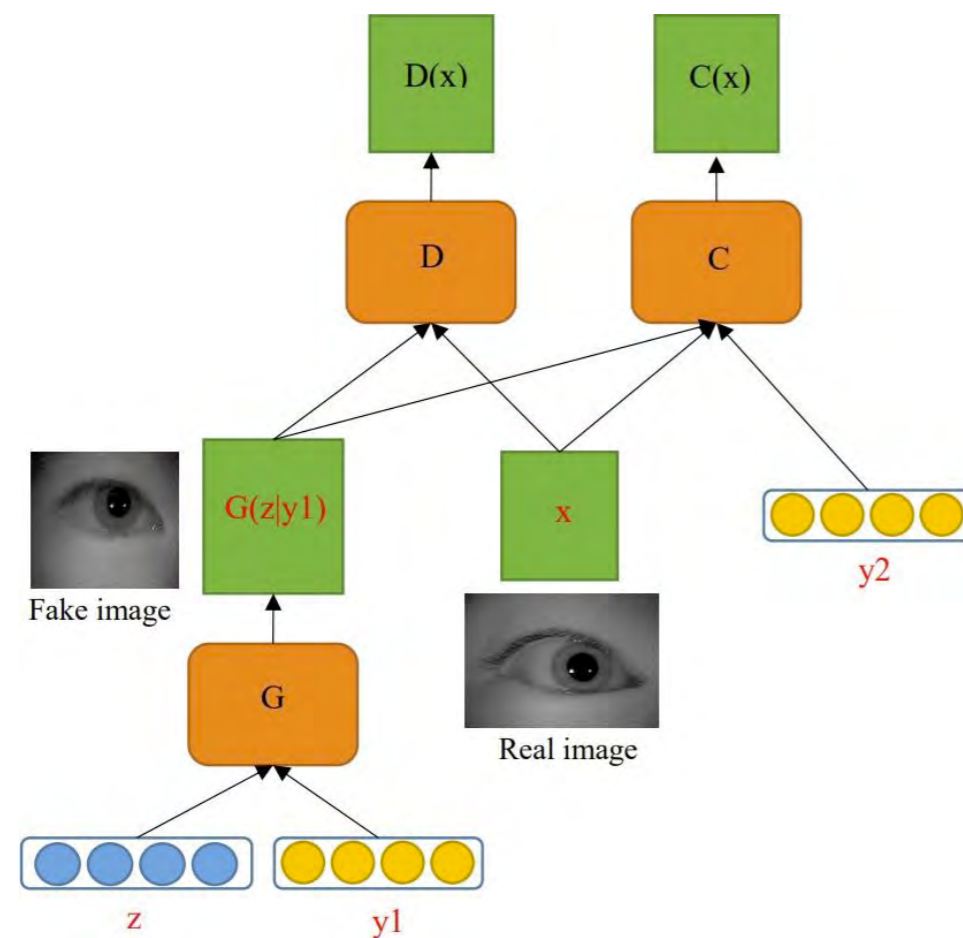 D(x)
C(x)
D
C
G(z|y1)
x
y2
Fake image
G
Real image
z
y1